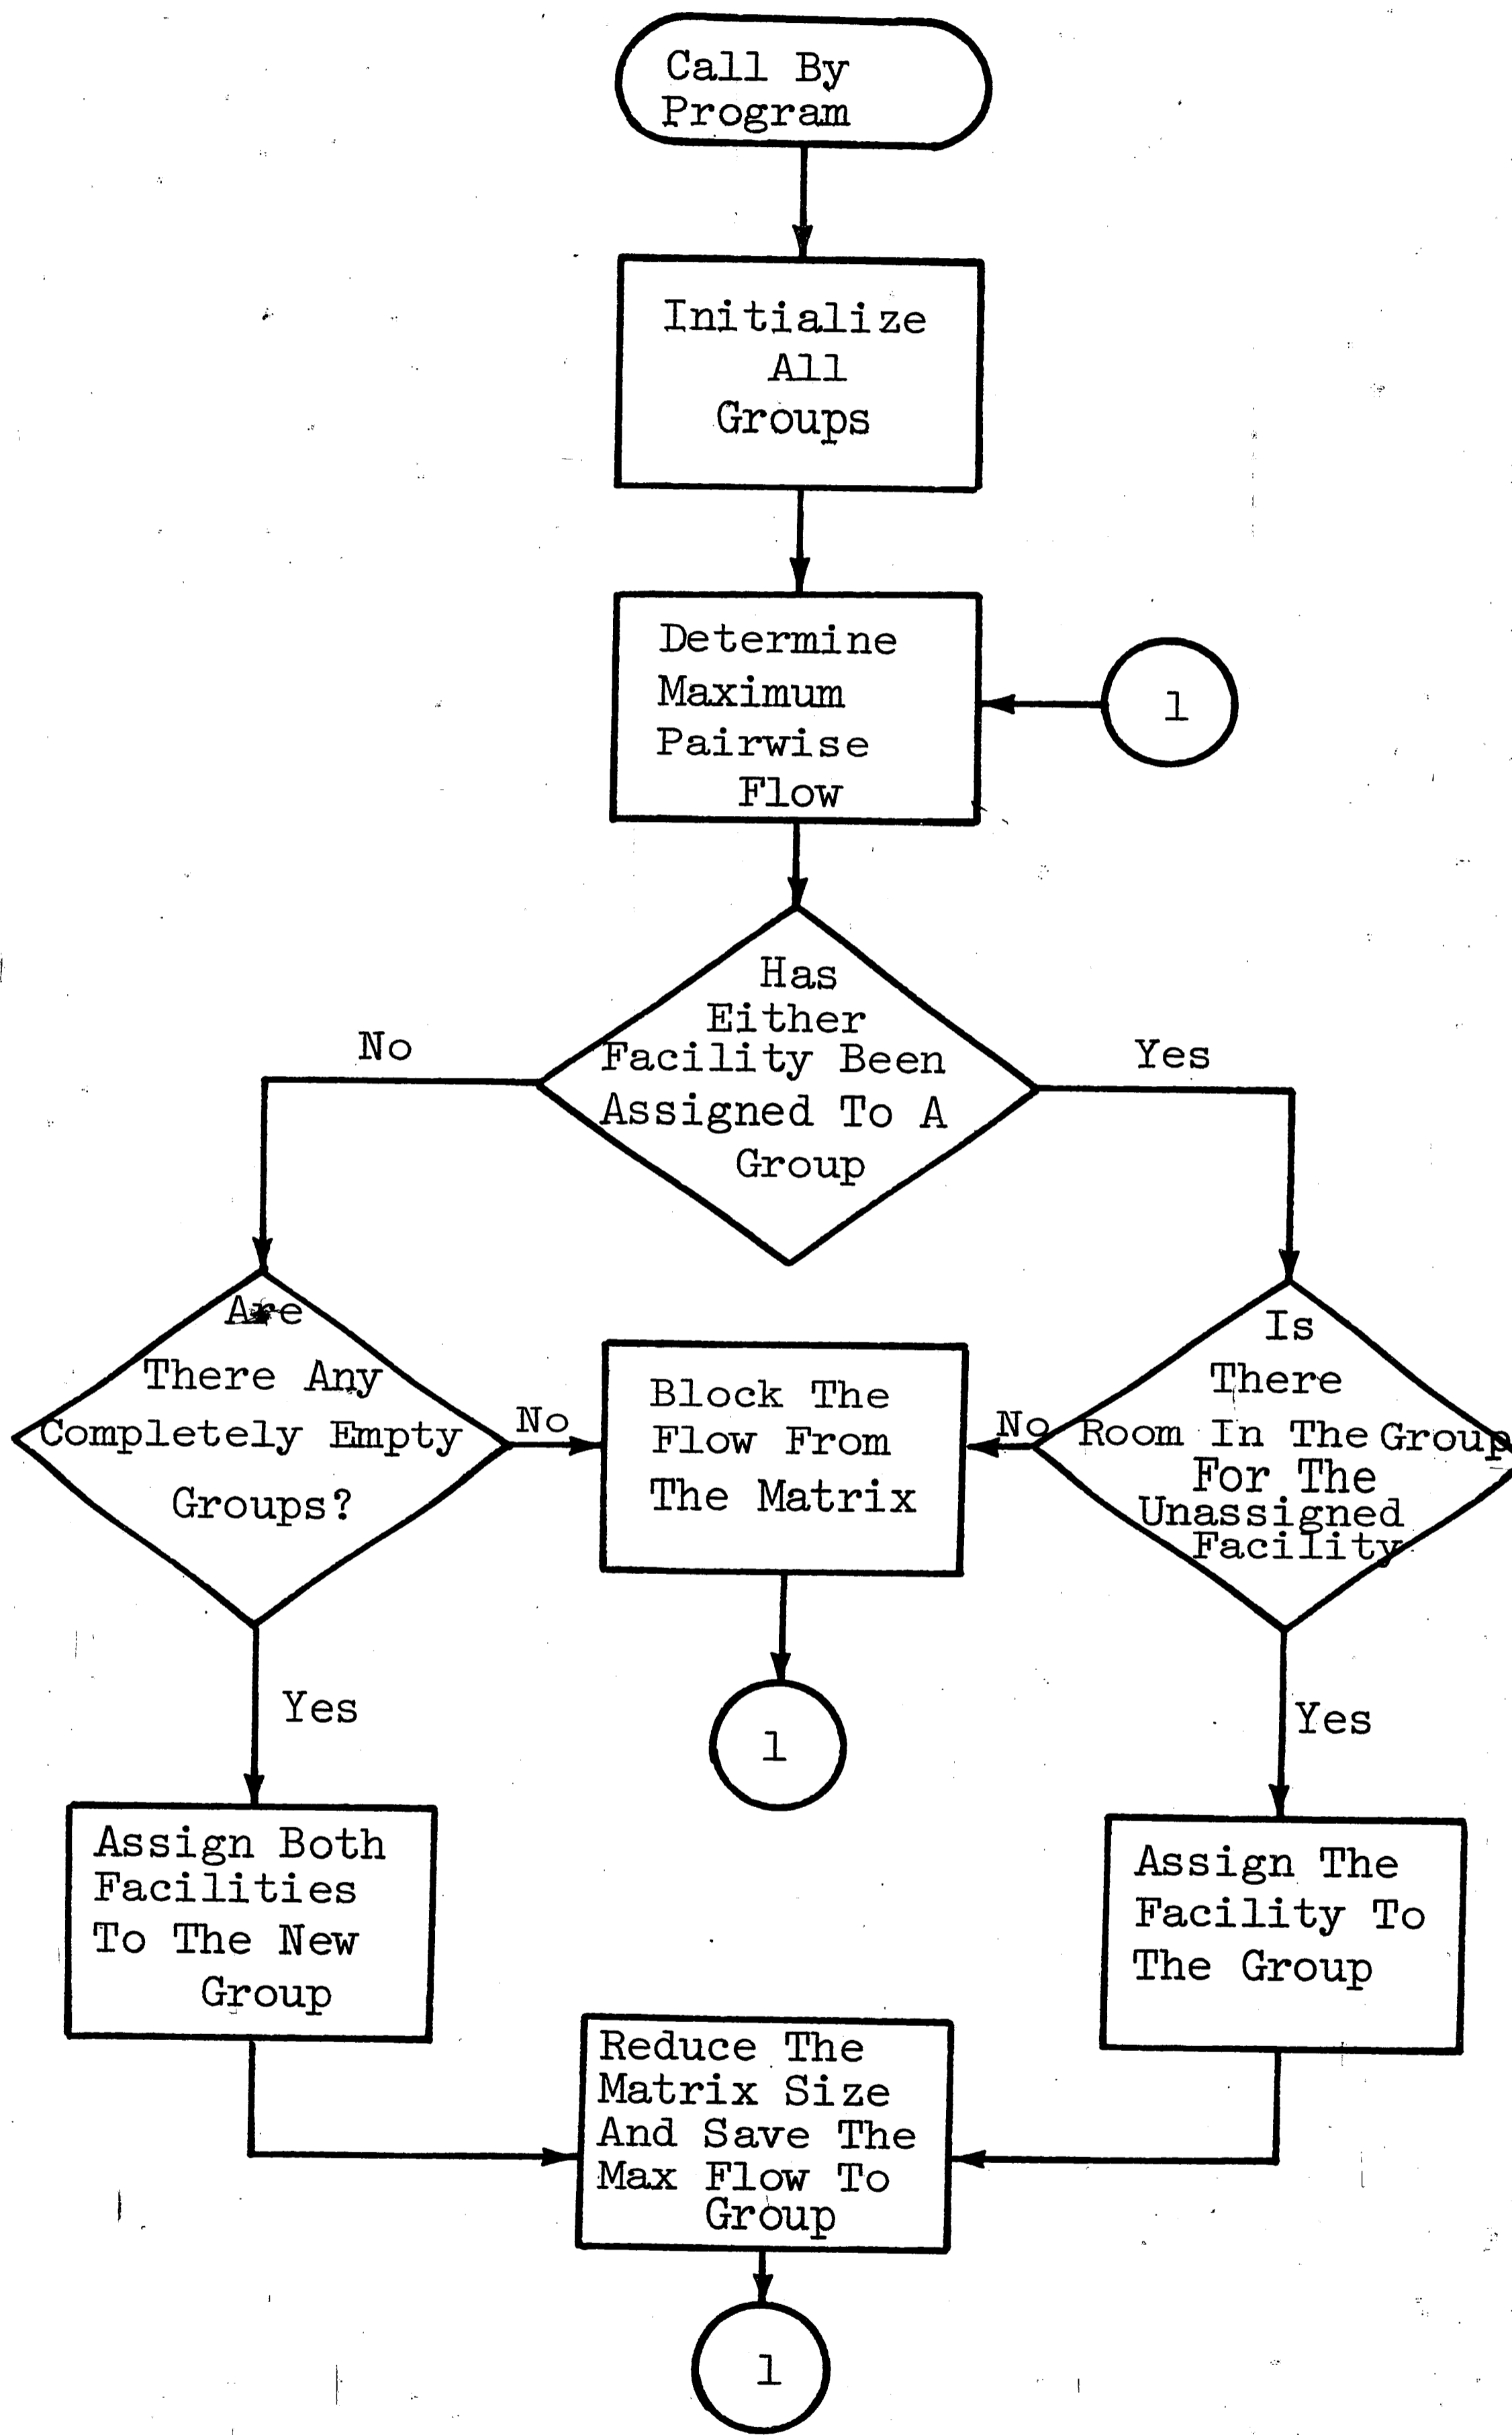 Call By
Program
Initialize
All
Groups
Determine
Maximum
Pairwise
Flow
1
Has
Either
Facility Been
Assigned To A
Group
No
Yes
Are
There Any
Completely Empty
Groups?
No
Block The
Flow From
The Matrix
No
Is
There
Room In The Group
For The
Unassigned
Facility
Yes
1
Yes
Assign Both
Facilities
To The New
Group
Assign The
Facility To
The Group
Reduce The
Matrix Size
And Save The
Max Flow To
Group
1